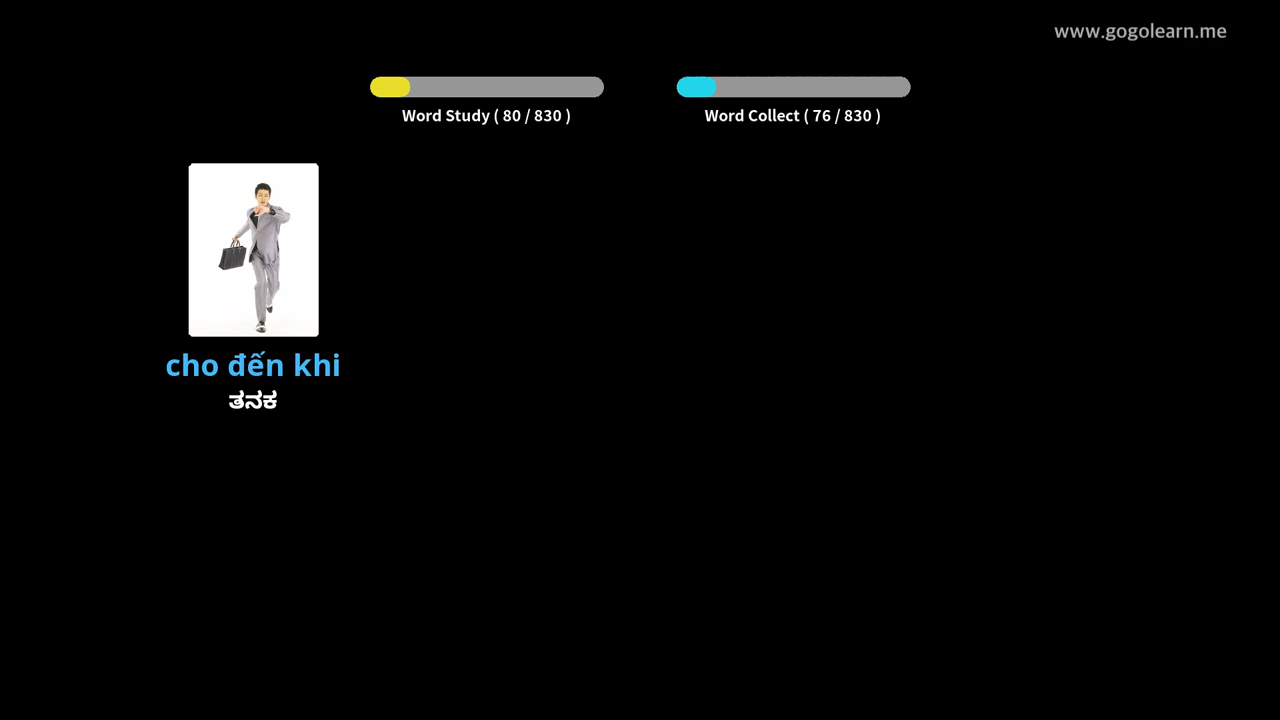 www.gogolearn.me
Word Study ( 80 / 830 )
Word Collect ( 76 / 830 )
cho đến khi
ತನಕ